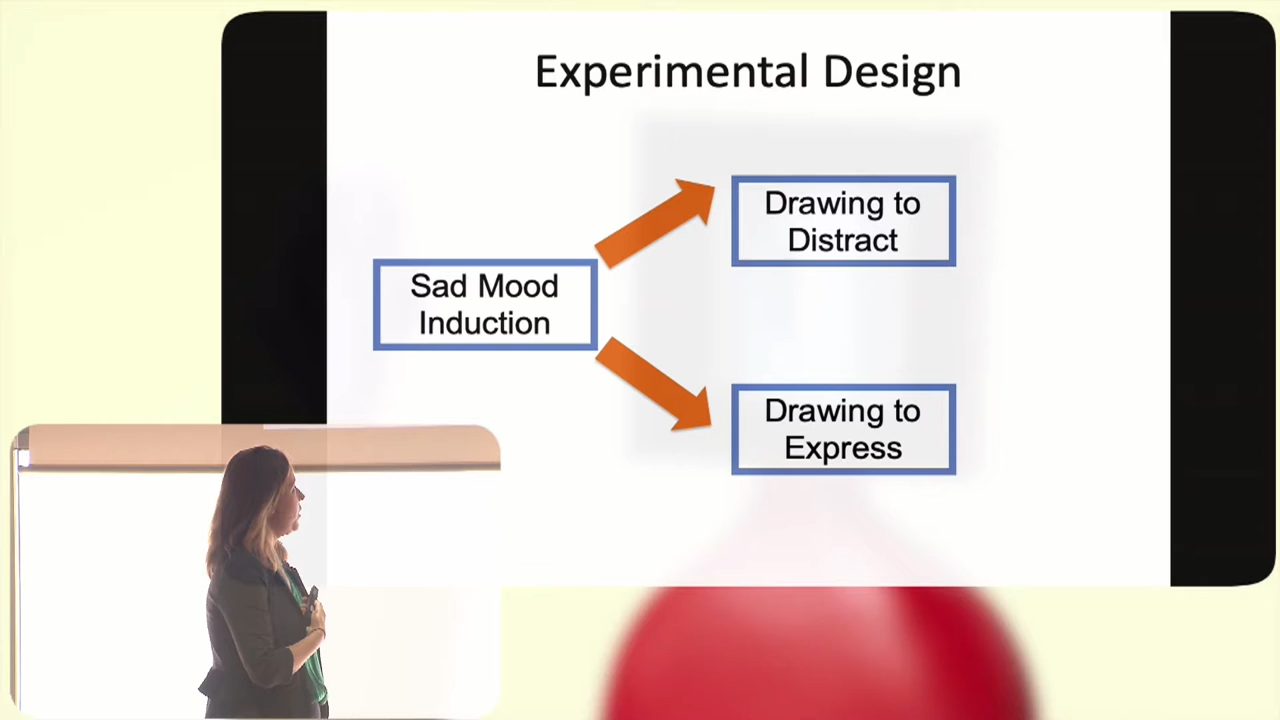 Experimental Design
Drawing to
Distract
Sad Mood
Induction
Drawing to
Express